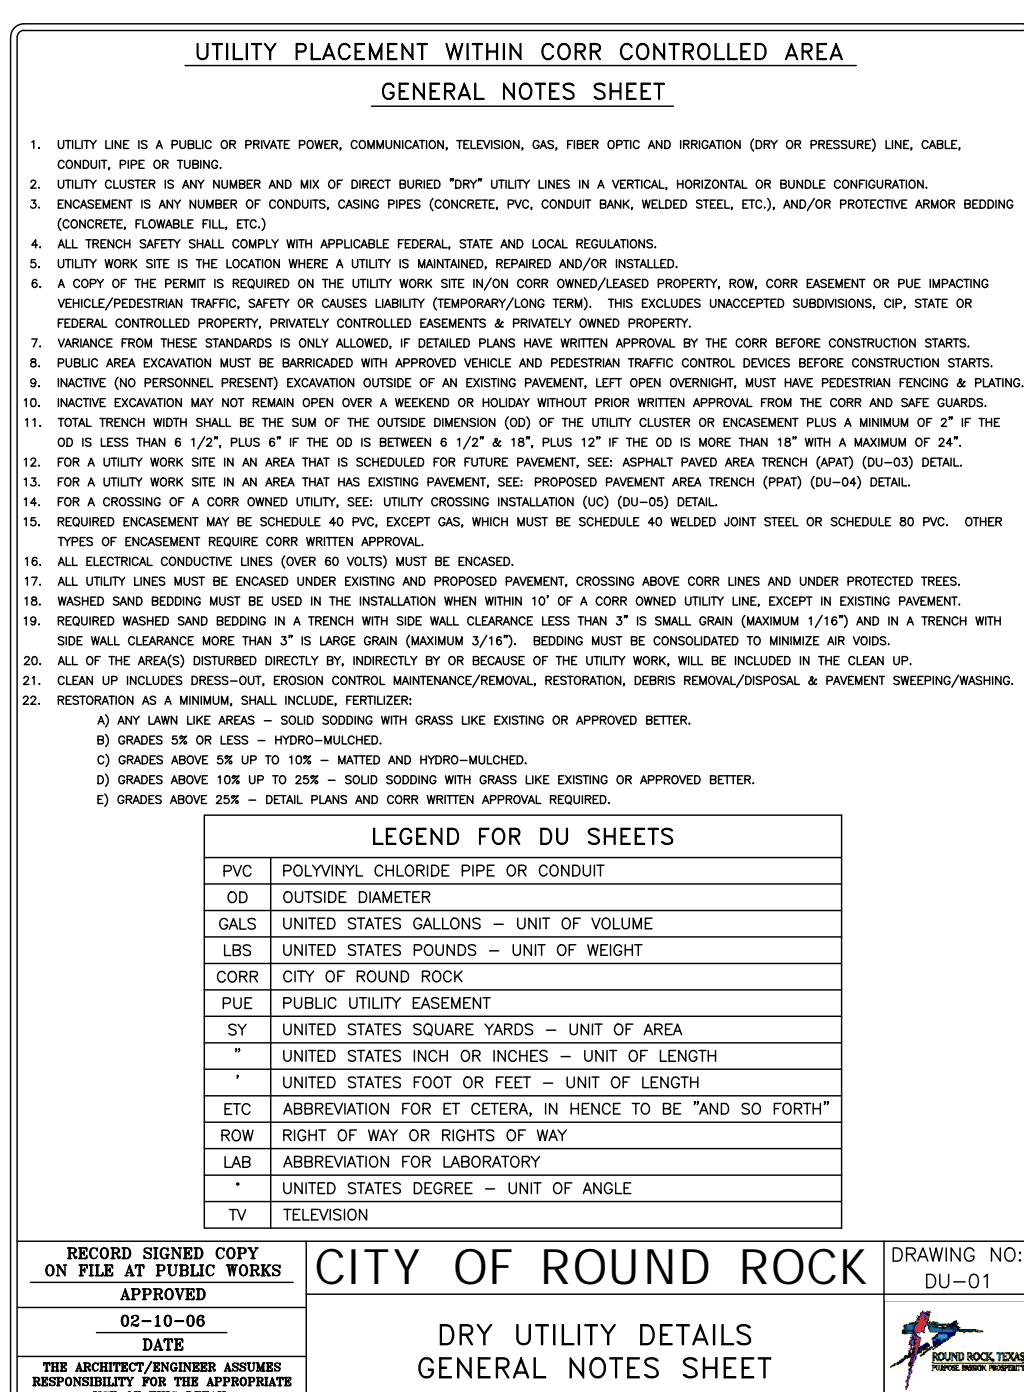 UTILITY PLACEMENT WITHIN CORR CONTROLLED AREA
GENERAL NOTES SHEET
1. UTILITY LINE IS A PUBLIC OR PRIVATE POWER, COMMUNICATION, TELEVISION, GAS, FIBER OPTIC AND IRRIGATION (DRY OR PRESSURE) LINE, CABLE,
CONDUIT, PIPE OR TUBING.
2. UTILITY CLUSTER IS ANY NUMBER AND MIX OF DIRECT BURIED "DRY" UTILITY LINES IN A VERTICAL, HORIZONTAL OR BUNDLE CONFIGURATION.
3. ENCASEMENT IS ANY NUMBER OF CONDUITS, CASING PIPES (CONCRETE, PVC, CONDUIT BANK, WELDED STEEL, ETC.), AND/OR PROTECTIVE ARMOR BEDDING
(CONCRETE, FLOWABLE FILL, ETC.)
4. ALL TRENCH SAFETY SHALL COMPLY WITH APPLICABLE FEDERAL, STATE AND LOCAL REGULATIONS.
5. UTILITY WORK SITE IS THE LOCATION WHERE A UTILITY IS MAINTAINED, REPAIRED AND/OR INSTALLED.
6. A COPY OF THE PERMIT IS REQUIRED ON THE UTILITY WORK SITE IN/ON CORR OWNED/LEASED PROPERTY, ROW, CORR EASEMENT OR PUE IMPACTING
VEHICLE/PEDESTRIAN TRAFFIC, SAFETY OR CAUSES LIABILITY (TEMPORARY/LONG TERM). THIS EXCLUDES UNACCEPTED SUBDIVISIONS, CIP, STATE OR
FEDERAL CONTROLLED PROPERTY, PRIVATELY CONTROLLED EASEMENTS & PRIVATELY OWNED PROPERTY.
7. VARIANCE FROM THESE STANDARDS IS ONLY ALLOWED, IF DETAILED PLANS HAVE WRITTEN APPROVAL BY THE CORR BEFORE CONSTRUCTION STARTS.
8. PUBLIC AREA EXCAVATION MUST BE BARRICADED WITH APPROVED VEHICLE AND PEDESTRIAN TRAFFIC CONTROL DEVICES BEFORE CONSTRUCTION STARTS.
9. INACTIVE (NO PERSONNEL PRESENT) EXCAVATION OUTSIDE OF AN EXISTING PAVEMENT, LEFT OPEN OVERNIGHT, MUST HAVE PEDESTRIAN FENCING & PLATING.
10. INACTIVE EXCAVATION MAY NOT REMAIN OPEN OVER A WEEKEND OR HOLIDAY WITHOUT PRIOR WRITTEN APPROVAL FROM THE CORR AND SAFE GUARDS.
11. TOTAL TRENCH WIDTH SHALL BE THE SUM OF THE OUTSIDE DIMENSION (OD) OF THE UTILITY CLUSTER OR ENCASEMENT PLUS A MINIMUM OF 2" IF THE
OD IS LESS THAN 6 1/2", PLUS 6" IF THE OD IS BETWEEN 6 1/2" & 18", PLUS 12" IF THE OD IS MORE THAN 18" WITH A MAXIMUM OF 24".
12. FOR A UTILITY WORK SITE IN AN AREA THAT IS SCHEDULED FOR FUTURE PAVEMENT, SEE: ASPHALT PAVED AREA TRENCH (APAT) (DU–03) DETAIL.
13. FOR A UTILITY WORK SITE IN AN AREA THAT HAS EXISTING PAVEMENT, SEE: PROPOSED PAVEMENT AREA TRENCH (PPAT) (DU–04) DETAIL.
14. FOR A CROSSING OF A CORR OWNED UTILITY, SEE: UTILITY CROSSING INSTALLATION (UC) (DU–05) DETAIL.
15. REQUIRED ENCASEMENT MAY BE SCHEDULE 40 PVC, EXCEPT GAS, WHICH MUST BE SCHEDULE 40 WELDED JOINT STEEL OR SCHEDULE 80 PVC. OTHER
TYPES OF ENCASEMENT REQUIRE CORR WRITTEN APPROVAL.
16. ALL ELECTRICAL CONDUCTIVE LINES (OVER 60 VOLTS) MUST BE ENCASED.
17. ALL UTILITY LINES MUST BE ENCASED UNDER EXISTING AND PROPOSED PAVEMENT, CROSSING ABOVE CORR LINES AND UNDER PROTECTED TREES.
18. WASHED SAND BEDDING MUST BE USED IN THE INSTALLATION WHEN WITHIN 10' OF A CORR OWNED UTILITY LINE, EXCEPT IN EXISTING PAVEMENT.
19. REQUIRED WASHED SAND BEDDING IN A TRENCH WITH SIDE WALL CLEARANCE LESS THAN 3" IS SMALL GRAIN (MAXIMUM 1/16") AND IN A TRENCH WITH
SIDE WALL CLEARANCE MORE THAN 3" IS LARGE GRAIN (MAXIMUM 3/16"). BEDDING MUST BE CONSOLIDATED TO MINIMIZE AIR VOIDS.
20. ALL OF THE AREA(S) DISTURBED DIRECTLY BY, INDIRECTLY BY OR BECAUSE OF THE UTILITY WORK, WILL BE INCLUDED IN THE CLEAN UP.
21. CLEAN UP INCLUDES DRESS–OUT, EROSION CONTROL MAINTENANCE/REMOVAL, RESTORATION, DEBRIS REMOVAL/DISPOSAL & PAVEMENT SWEEPING/WASHING.
22. RESTORATION AS A MINIMUM, SHALL INCLUDE, FERTILIZER:
A) ANY LAWN LIKE AREAS – SOLID SODDING WITH GRASS LIKE EXISTING OR APPROVED BETTER.
B) GRADES 5% OR LESS – HYDRO–MULCHED.
C) GRADES ABOVE 5% UP TO 10% – MATTED AND HYDRO–MULCHED.
D) GRADES ABOVE 10% UP TO 25% – SOLID SODDING WITH GRASS LIKE EXISTING OR APPROVED BETTER.
E) GRADES ABOVE 25% – DETAIL PLANS AND CORR WRITTEN APPROVAL REQUIRED.
LEGEND FOR DU SHEETS
PVC POLYVINYL CHLORIDE PIPE OR CONDUIT
OD OUTSIDE DIAMETER
GALS UNITED STATES GALLONS – UNIT OF VOLUME
LBS UNITED STATES POUNDS – UNIT OF WEIGHT
CORR CITY OF ROUND ROCK
PUE PUBLIC UTILITY EASEMENT
SY UNITED STATES SQUARE YARDS – UNIT OF AREA
" UNITED STATES INCH OR INCHES – UNIT OF LENGTH
' UNITED STATES FOOT OR FEET – UNIT OF LENGTH
ETC ABBREVIATION FOR ET CETERA, IN HENCE TO BE "AND SO FORTH"
ROW RIGHT OF WAY OR RIGHTS OF WAY
LAB ABBREVIATION FOR LABORATORY
° UNITED STATES DEGREE – UNIT OF ANGLE
TV TELEVISION
RECORD SIGNED COPY
ON FILE AT PUBLIC WORKS
APPROVED
02–10–06
DATE
THE ARCHITECT/ENGINEER ASSUMES
RESPONSIBILITY FOR THE APPROPRIATE
CITY OF ROUND ROCK
DRY UTILITY DETAILS
GENERAL NOTES SHEET
DRAWING NO:
DU–01
ROUND ROCK, TEXAS
PURPOSE. PASSION. PROSPERITY